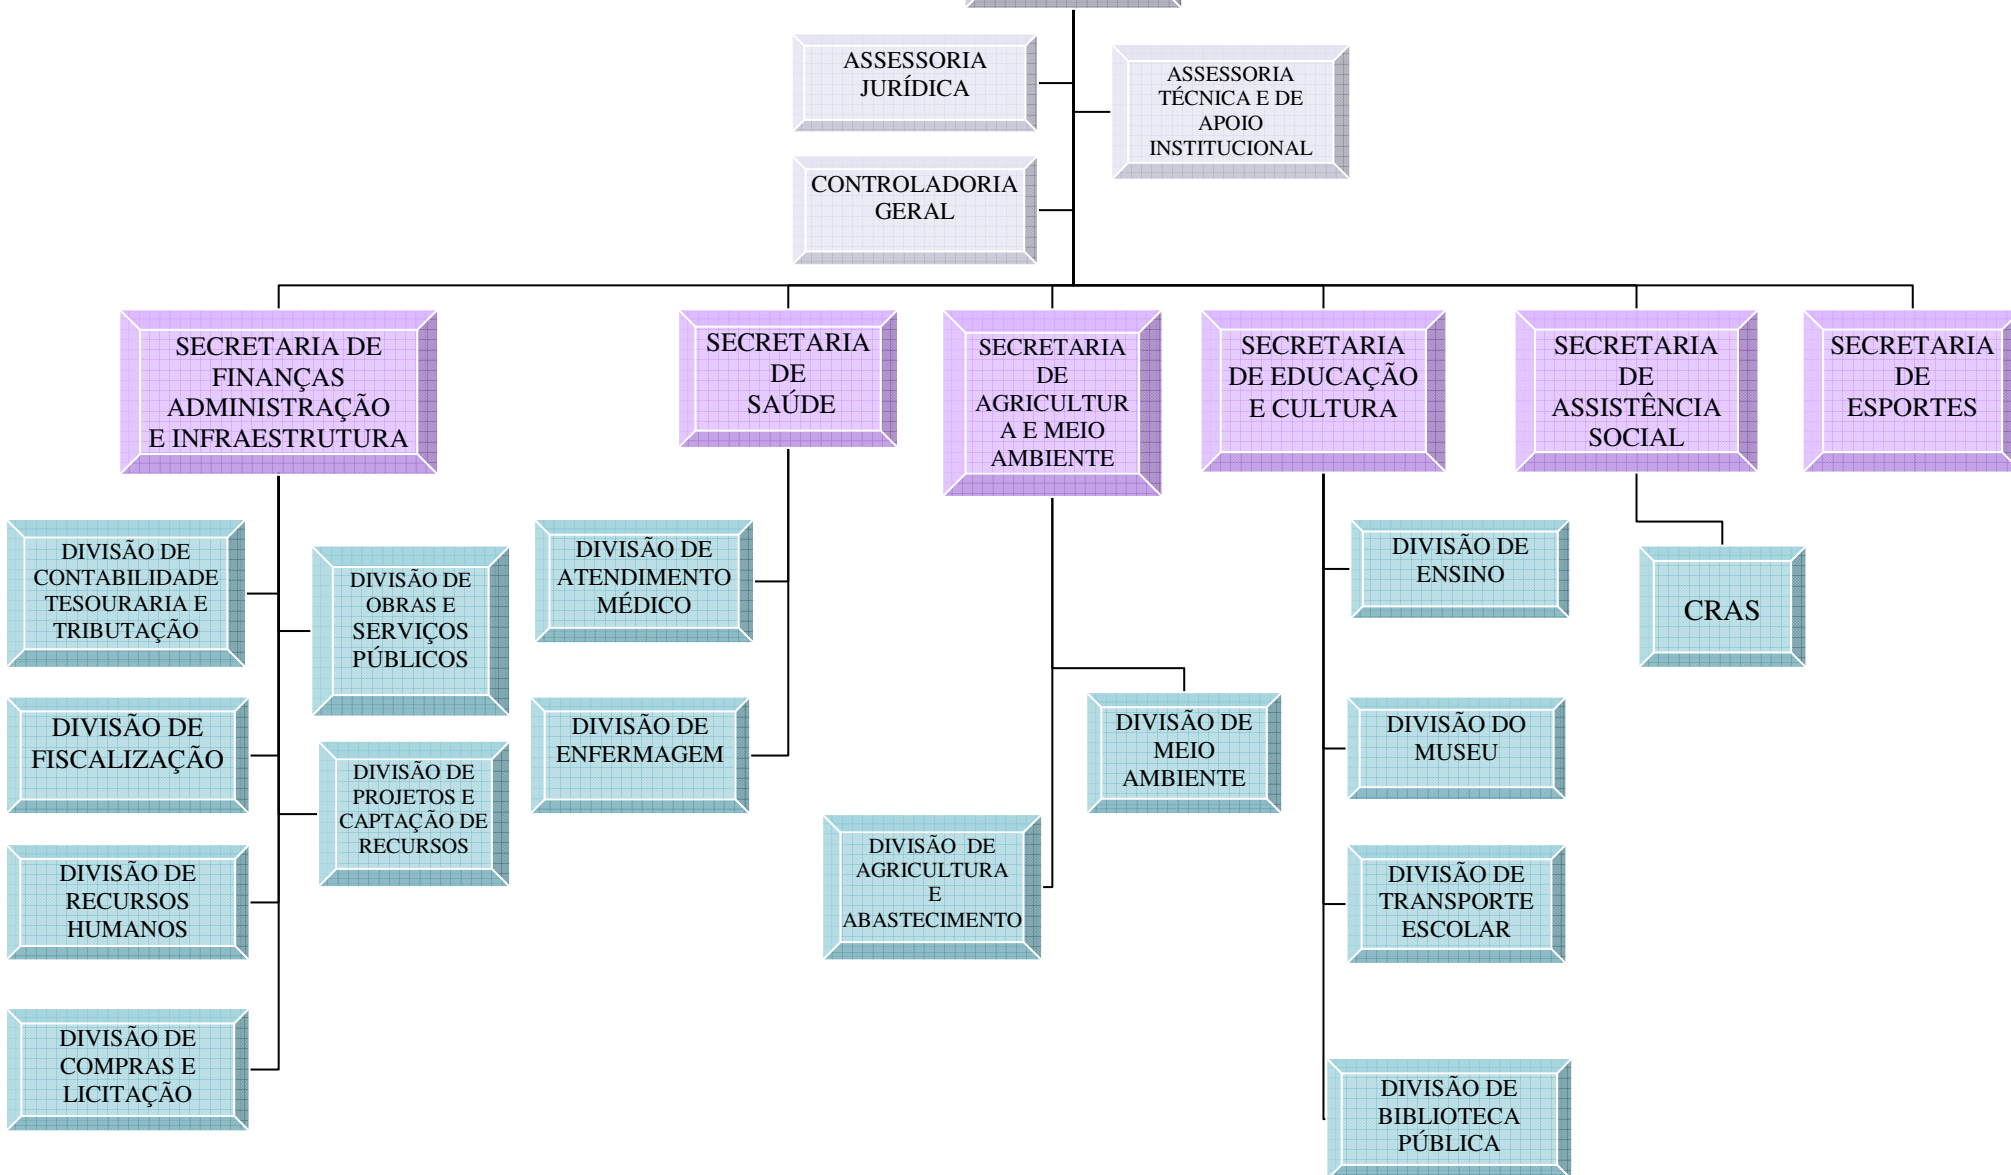 ASSESSORIA
JURÍDICA
ASSESSORIA
TÉCNICA E DE
APOIO
INSTITUCIONAL
CONTROLADORIA
GERAL
SECRETARIA DE
FINANÇAS
ADMINISTRAÇÃO
E INFRAESTRUTURA
SECRETARIA
DE
SAÚDE
SECRETARIA
DE
AGRICULTUR
A E MEIO
AMBIENTE
SECRETARIA
DE EDUCAÇÃO
E CULTURA
SECRETARIA
DE
ASSISTÊNCIA
SOCIAL
SECRETARIA
DE
ESPORTES
DIVISÃO DE
CONTABILIDADE
TESOURARIA E
TRIBUTAÇÃO
DIVISÃO DE
OBRAS E
SERVIÇOS
PÚBLICOS
DIVISÃO DE
ATENDIMENTO
MÉDICO
DIVISÃO DE
ENSINO
CRAS
DIVISÃO DE
FISCALIZAÇÃO
DIVISÃO DE
PROJETOS E
CAPTAÇÃO DE
RECURSOS
DIVISÃO DE
ENFERMAGEM
DIVISÃO DE
MEIO
AMBIENTE
DIVISÃO DO
MUSEU
DIVISÃO DE
RECURSOS
HUMANOS
DIVISÃO DE
AGRICULTURA
E
ABASTECIMENTO
DIVISÃO DE
TRANSPORTE
ESCOLAR
DIVISÃO DE
COMPRAS E
LICITAÇÃO
DIVISÃO DE
BIBLIOTECA
PÚBLICA